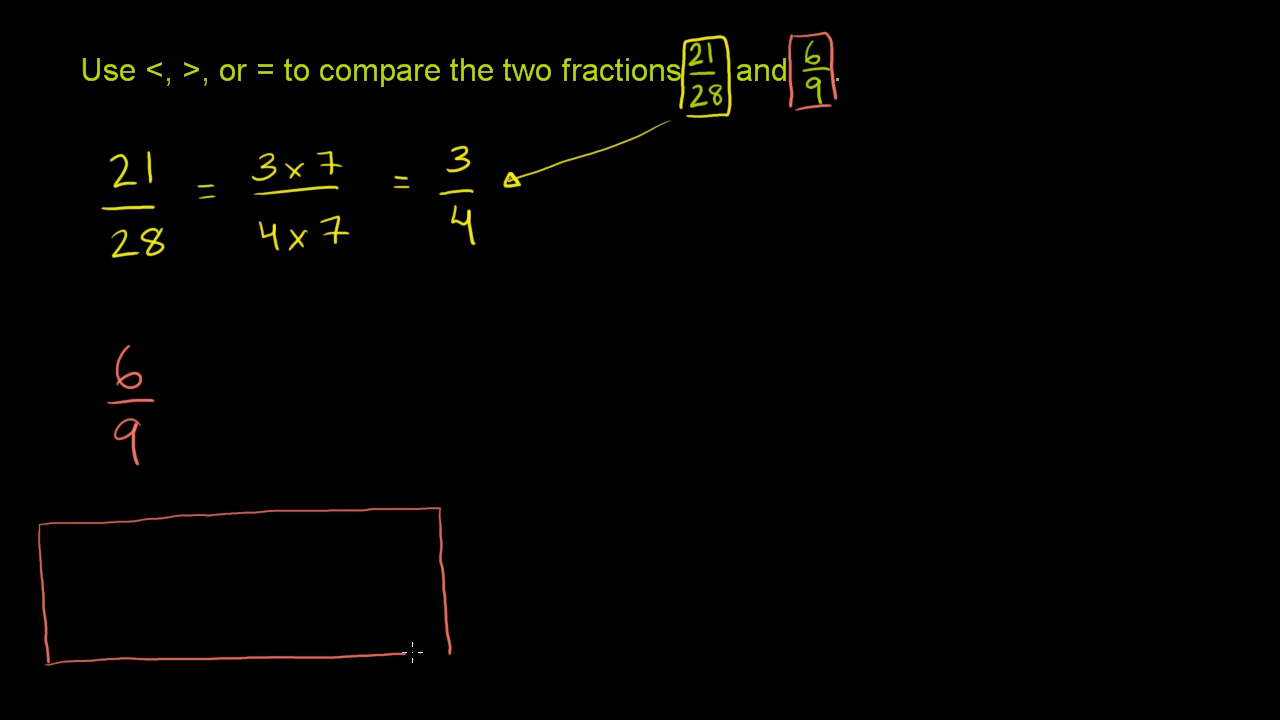 Use <, >, or = to compare the two fractions 21/28 and 6/9.
21/28 = 3 x 7/4 x 7 = 3/4
6/9